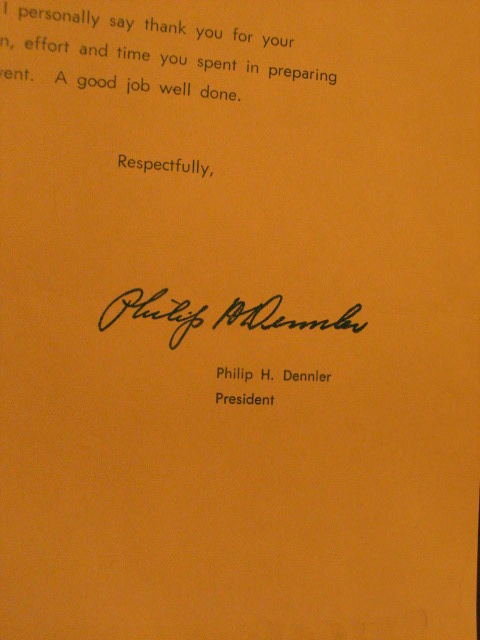 I personally say thank you for your
effort and time you spent in preparing
A good job well done.
Respectfully,
Philip H Dennler
Philip H. Dennler
President